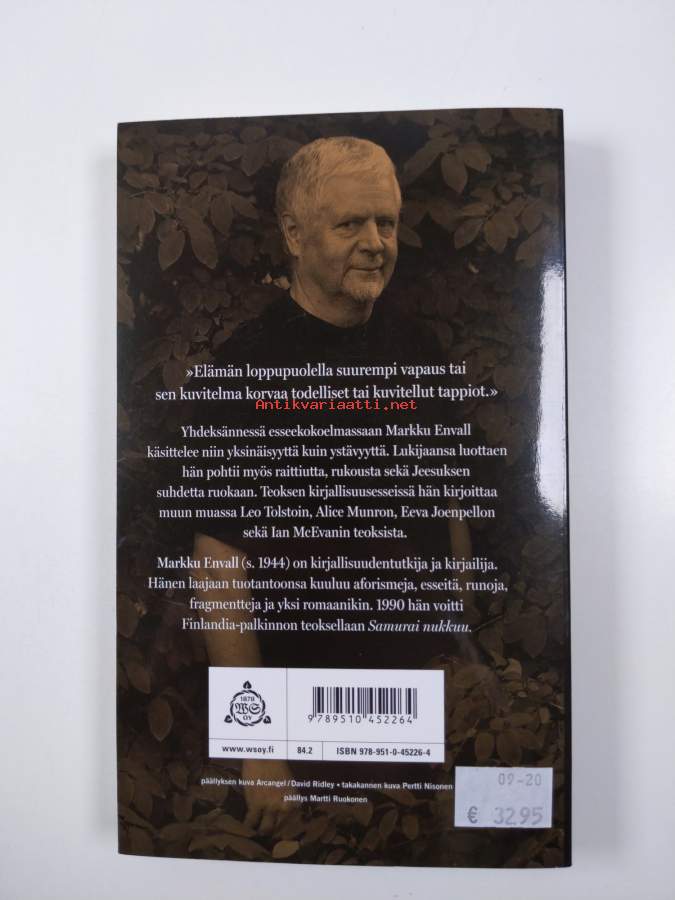 »Elämän loppupuolella suurempi vapaus tai
sen kuvitelma korvaa todelliset tai kuvitellut tappiot.»
Antikvariaatti.net
Yhdeksännessä esseekokoelmassaan Markku Envall
käsittelee niin yksinäisyyttä kuin ystävyyttä. Lukijaansa luottaen
hän pohtii myös raittiutta, rukousta sekä Jeesuksen
suhdetta ruokaan. Teoksen kirjallisuusesseissä hän kirjoittaa
muun muassa Leo Tolstoin, Alice Munron, Eeva Joenpellon
sekä Ian McEvanin teoksista.
Markku Envall (s. 1944) on kirjallisuudentutkija ja kirjailija.
Hänen laajaan tuotantoonsa kuuluu aforismeja, esseitä, runoja,
fragmentteja ja yksi romaanikin. 1990 hän voitti
Finlandia-palkinnon teoksellaan Samurai nukkuu.
1878
WS
OY
9 789510 452264
www.wsoy.fi 84.2 ISBN 978-951-0-45226-4
päällyksen kuva Arcangel / David Ridley • takakannen kuva Pertti Nisonen
päällys Martti Ruokonen
09-20
€ 32.95